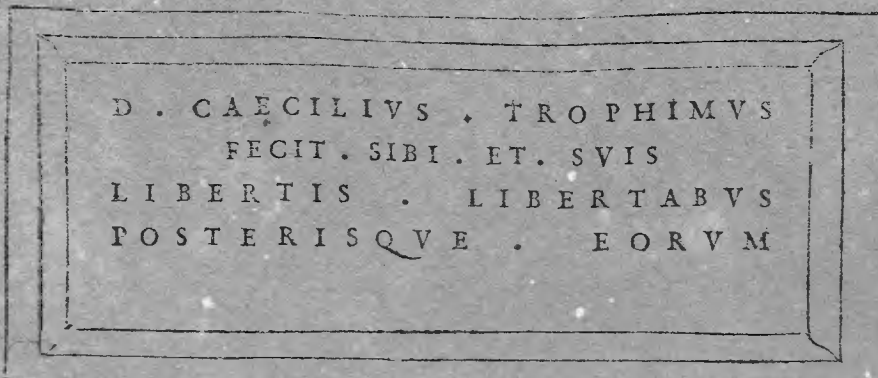 D . CAECILIVS . TROPHIMVS
FECIT . SIBI . ET . SVIS
LIBERTIS . LIBERTABVS
POSTERISQVE . EORVM